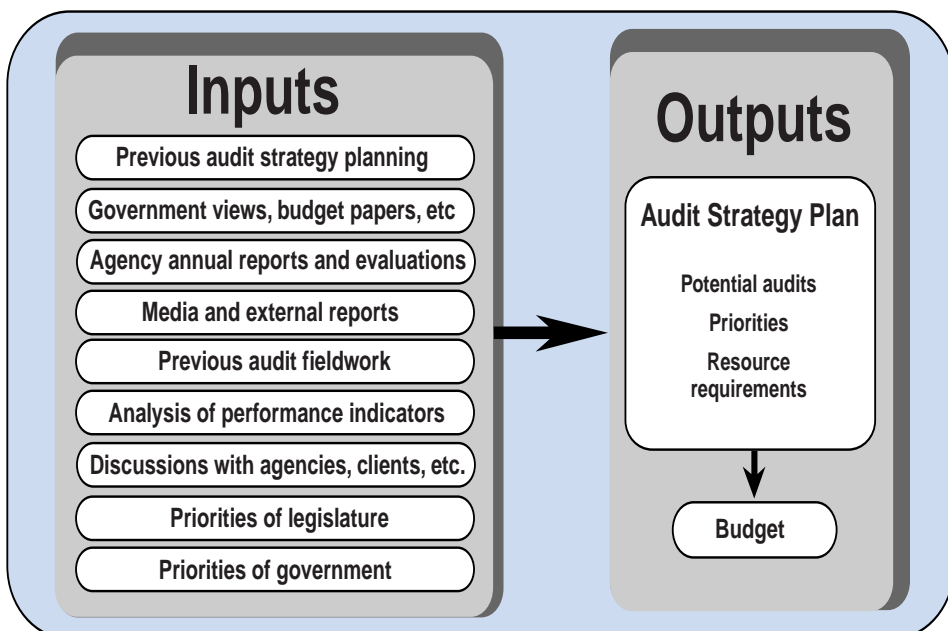 Inputs
Previous audit strategy planning
Government views, budget papers, etc
Agency annual reports and evaluations
Media and external reports
Previous audit fieldwork
Analysis of performance indicators
Discussions with agencies, clients, etc.
Priorities of legislature
Priorities of government
Outputs
Audit Strategy Plan
Potential audits
Priorities
Resource
requirements
Budget